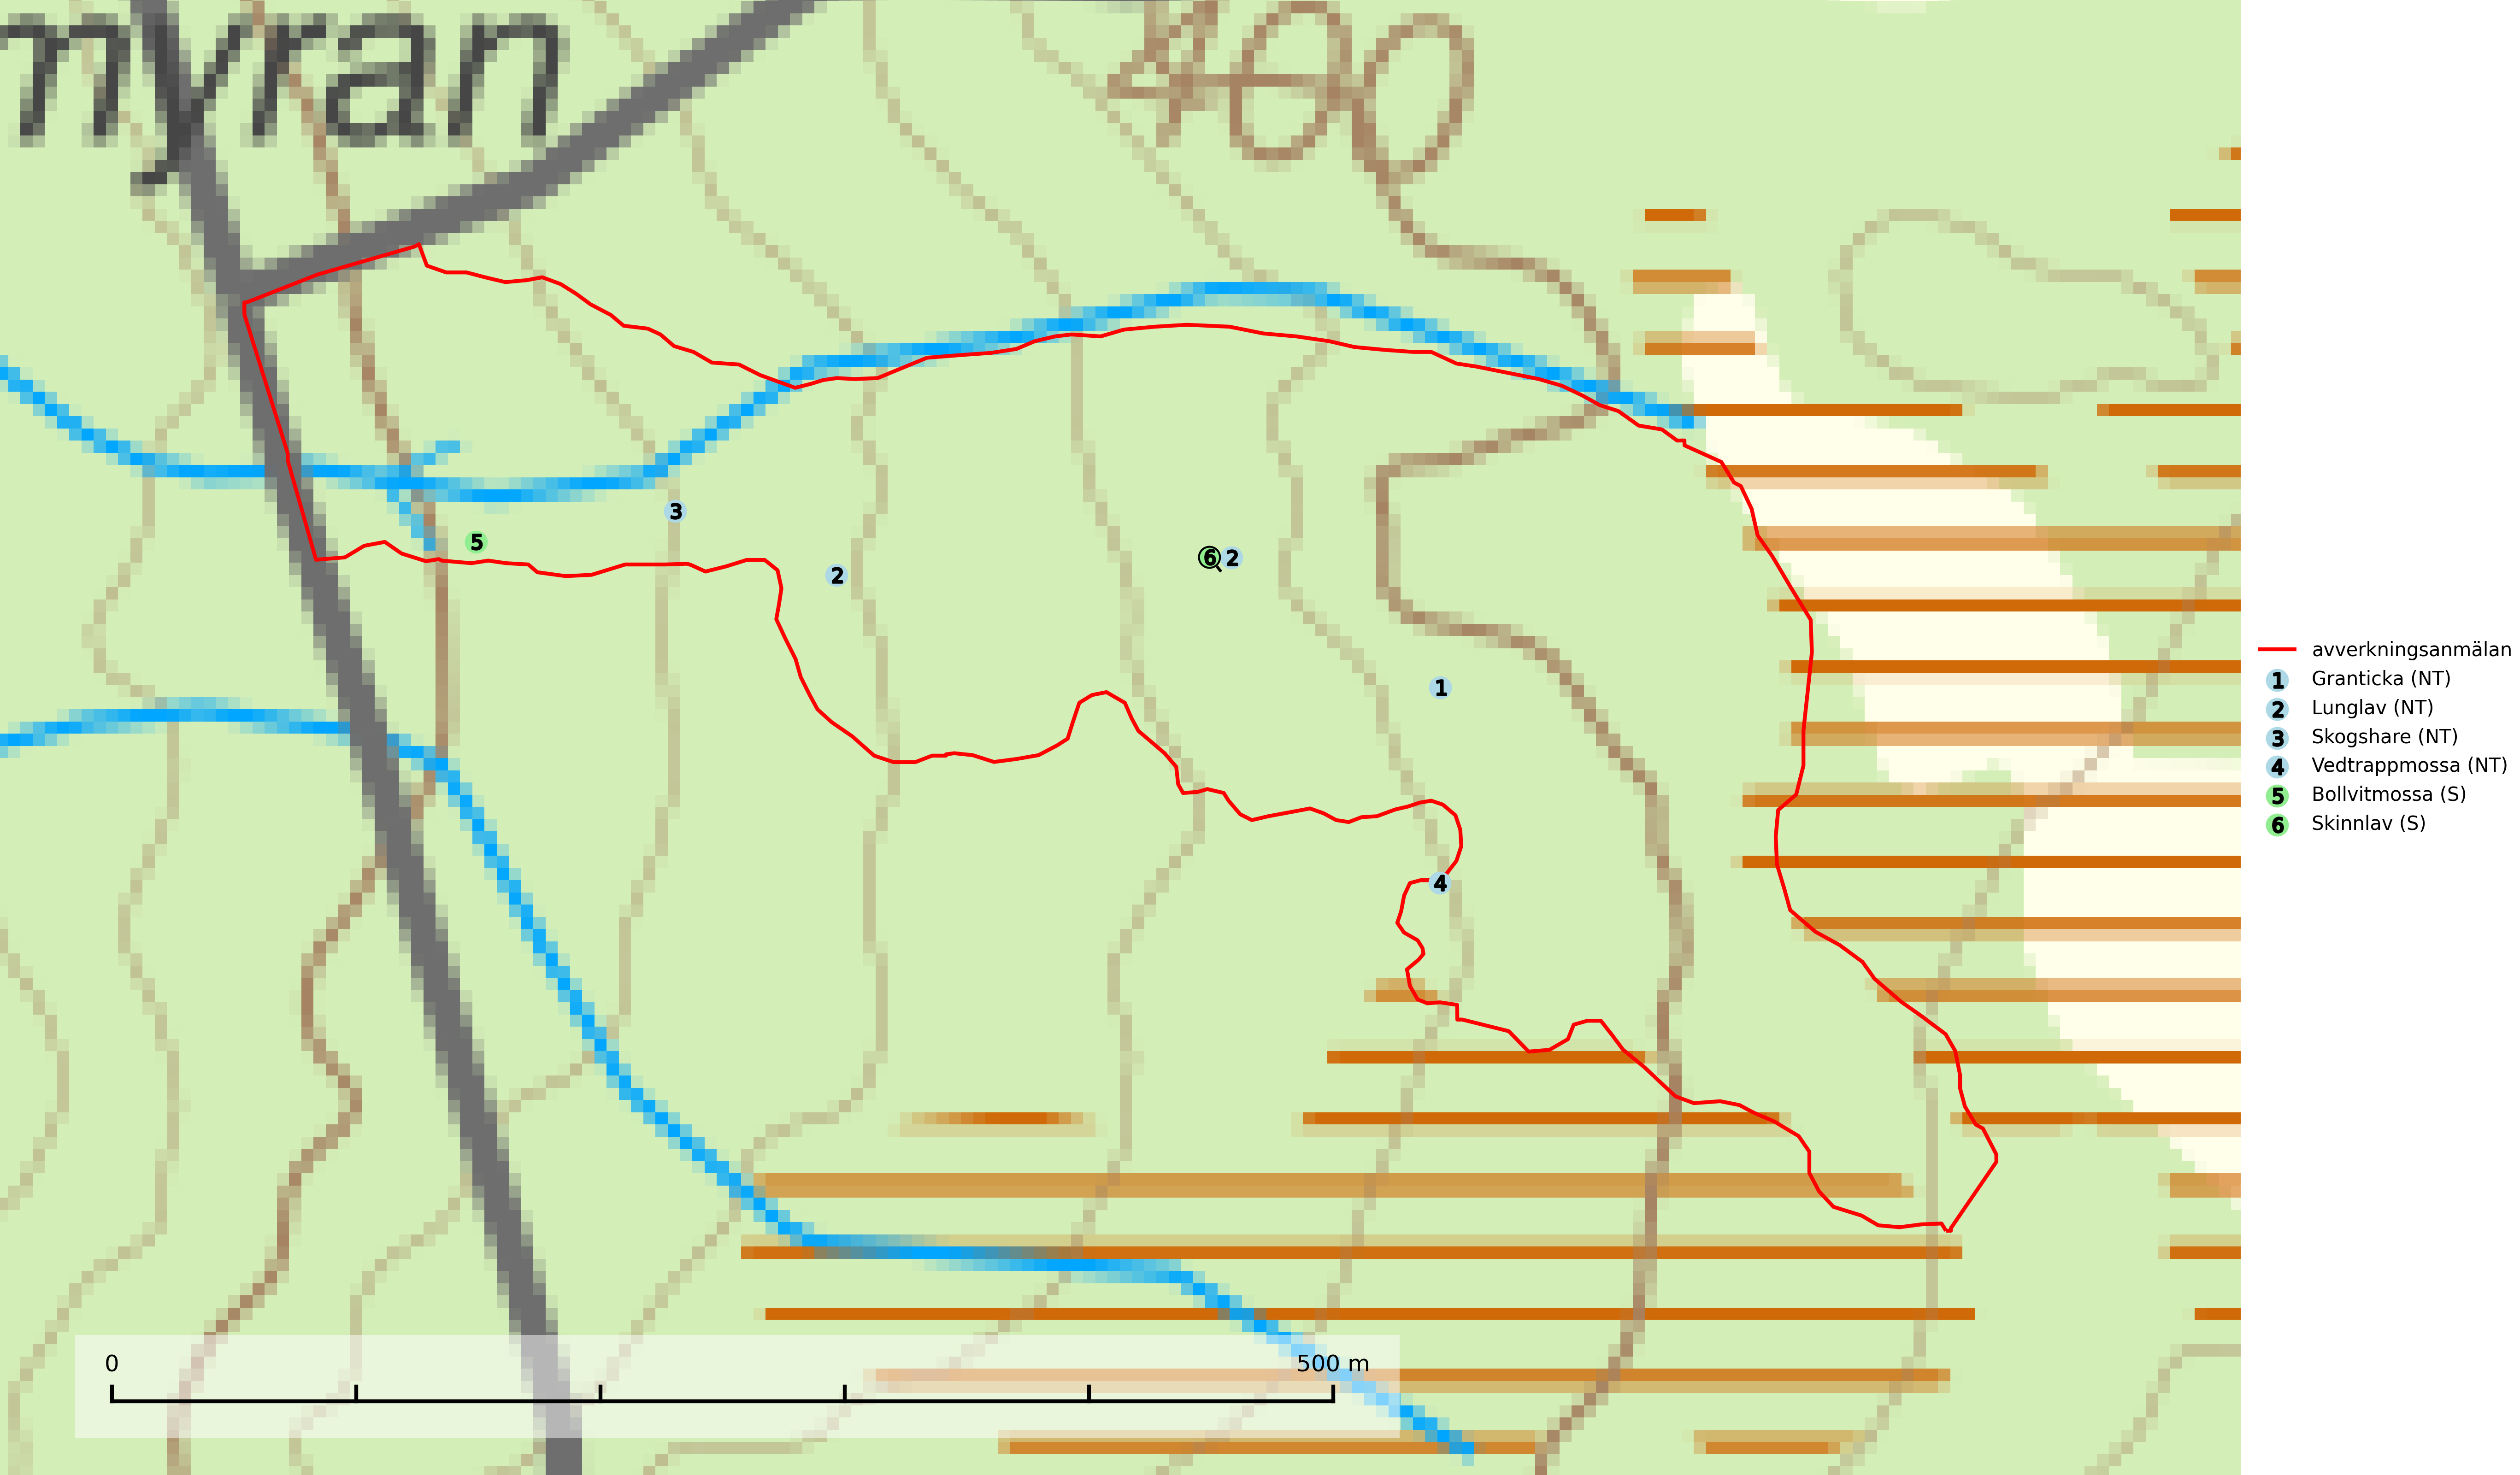 myran
400
5
3
2
6 2
1
4
0 500 m
avverkningsanmälan
1 Granticka (NT)
2 Lunglav (NT)
3 Skogshare (NT)
4 Vedtrappmossa (NT)
5 Bollvitmossa (S)
6 Skinnlav (S)